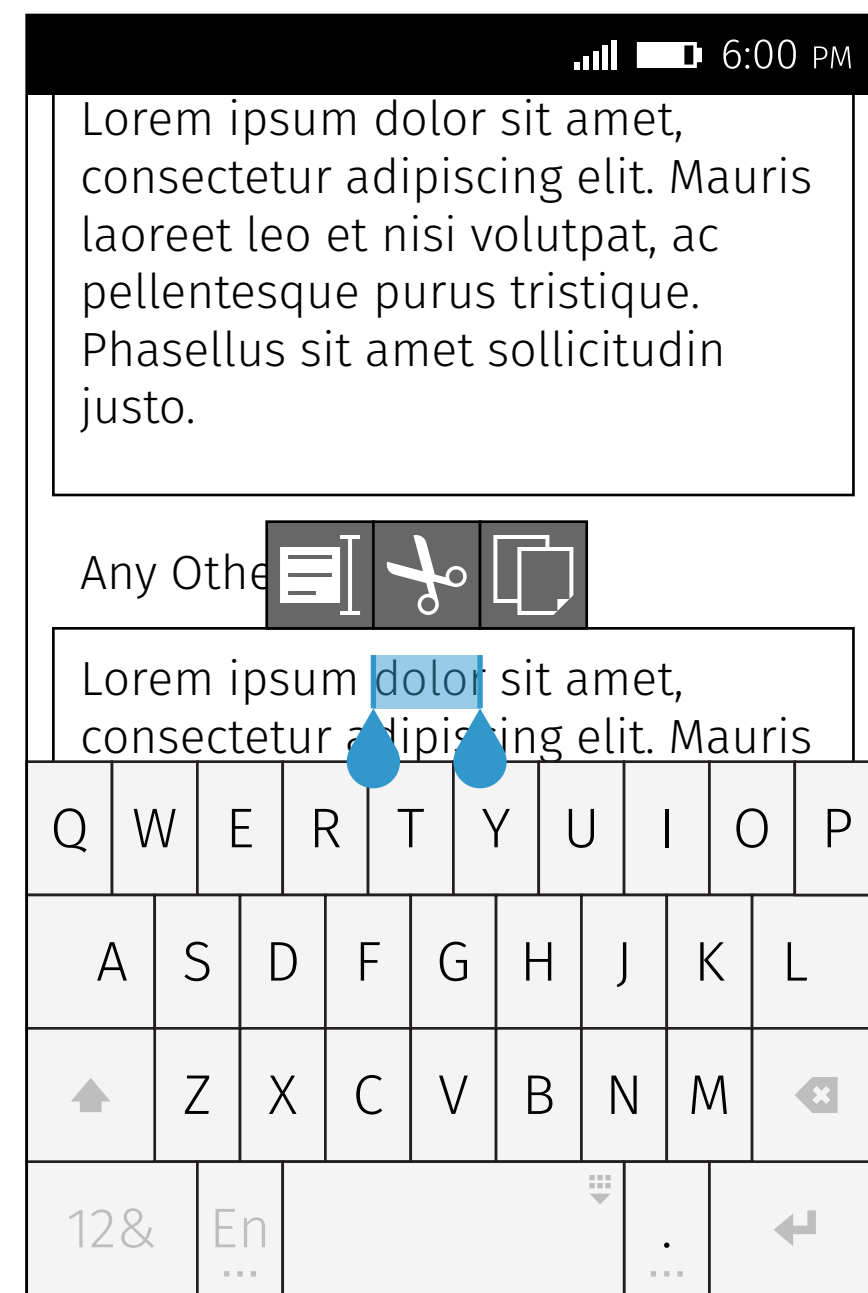 6:00 PM
Lorem ipsum dolor sit amet,
consectetur adipiscing elit. Mauris
laoreet leo et nisi volutpat, ac
pellentesque purus tristique.
Phasellus sit amet sollicitudin
justo.
Any Othe
Lorem ipsum dolor sit amet,
consectetur adipiscing elit. Mauris
Q W E R T Y U I O P
A S D F G H J K L
Z X C V B N M
12& En .